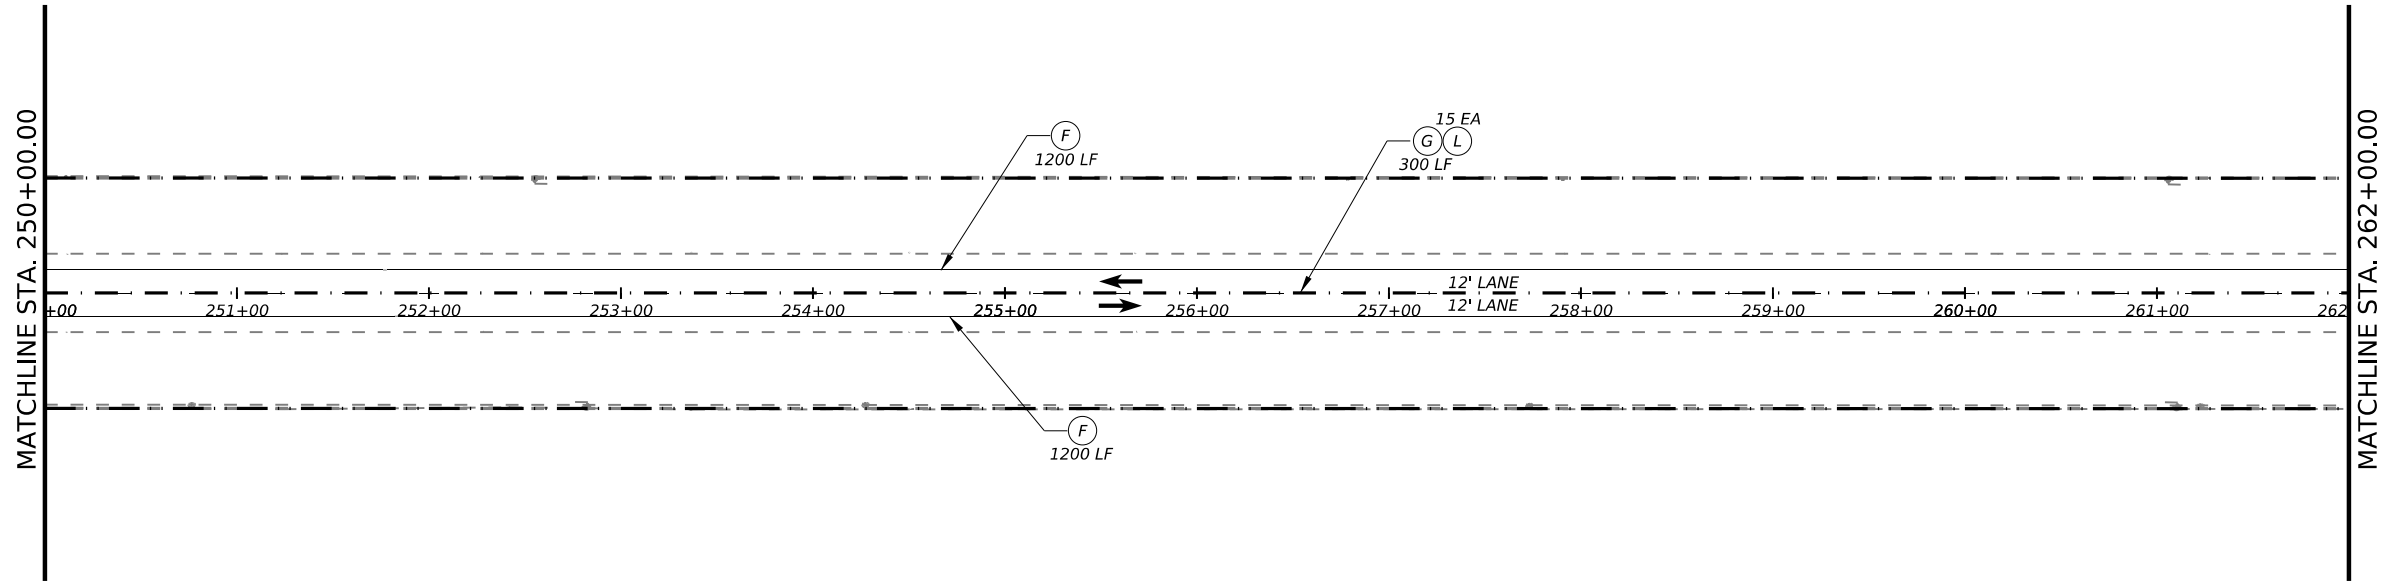 MATCHLINE STA. 250+00.00
15 EA
F
G L
1200 LF
300 LF
12' LANE
12' LANE
+00 251+00 252+00 253+00 254+00 255+00 256+00 257+00 258+00 259+00 260+00 261+00 262
F
1200 LF
MATCHLINE STA. 262+00.00